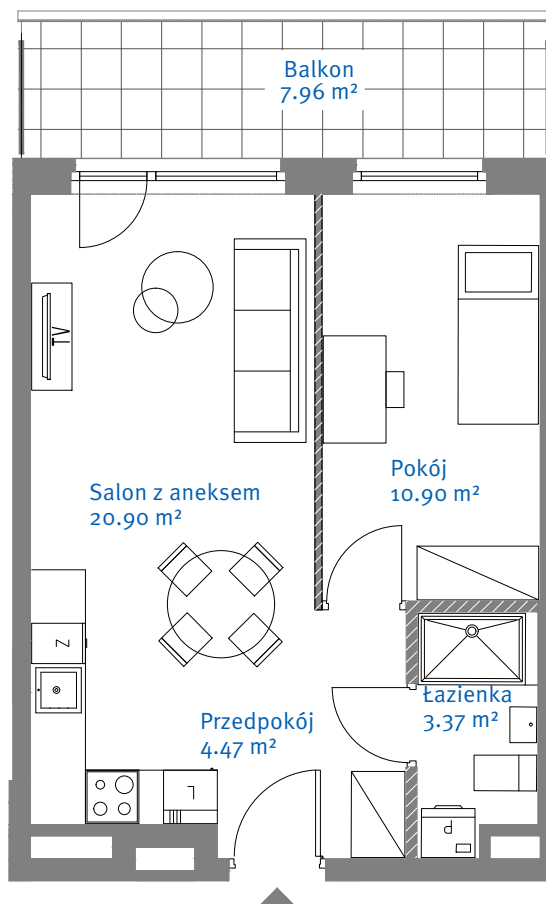 Balkon
7.96 m²
TV
Salon z aneksem
20.90 m²
Pokój
10.90 m²
Z
Łazienka
3.37 m²
Przedpokój
4.47 m²
L
P